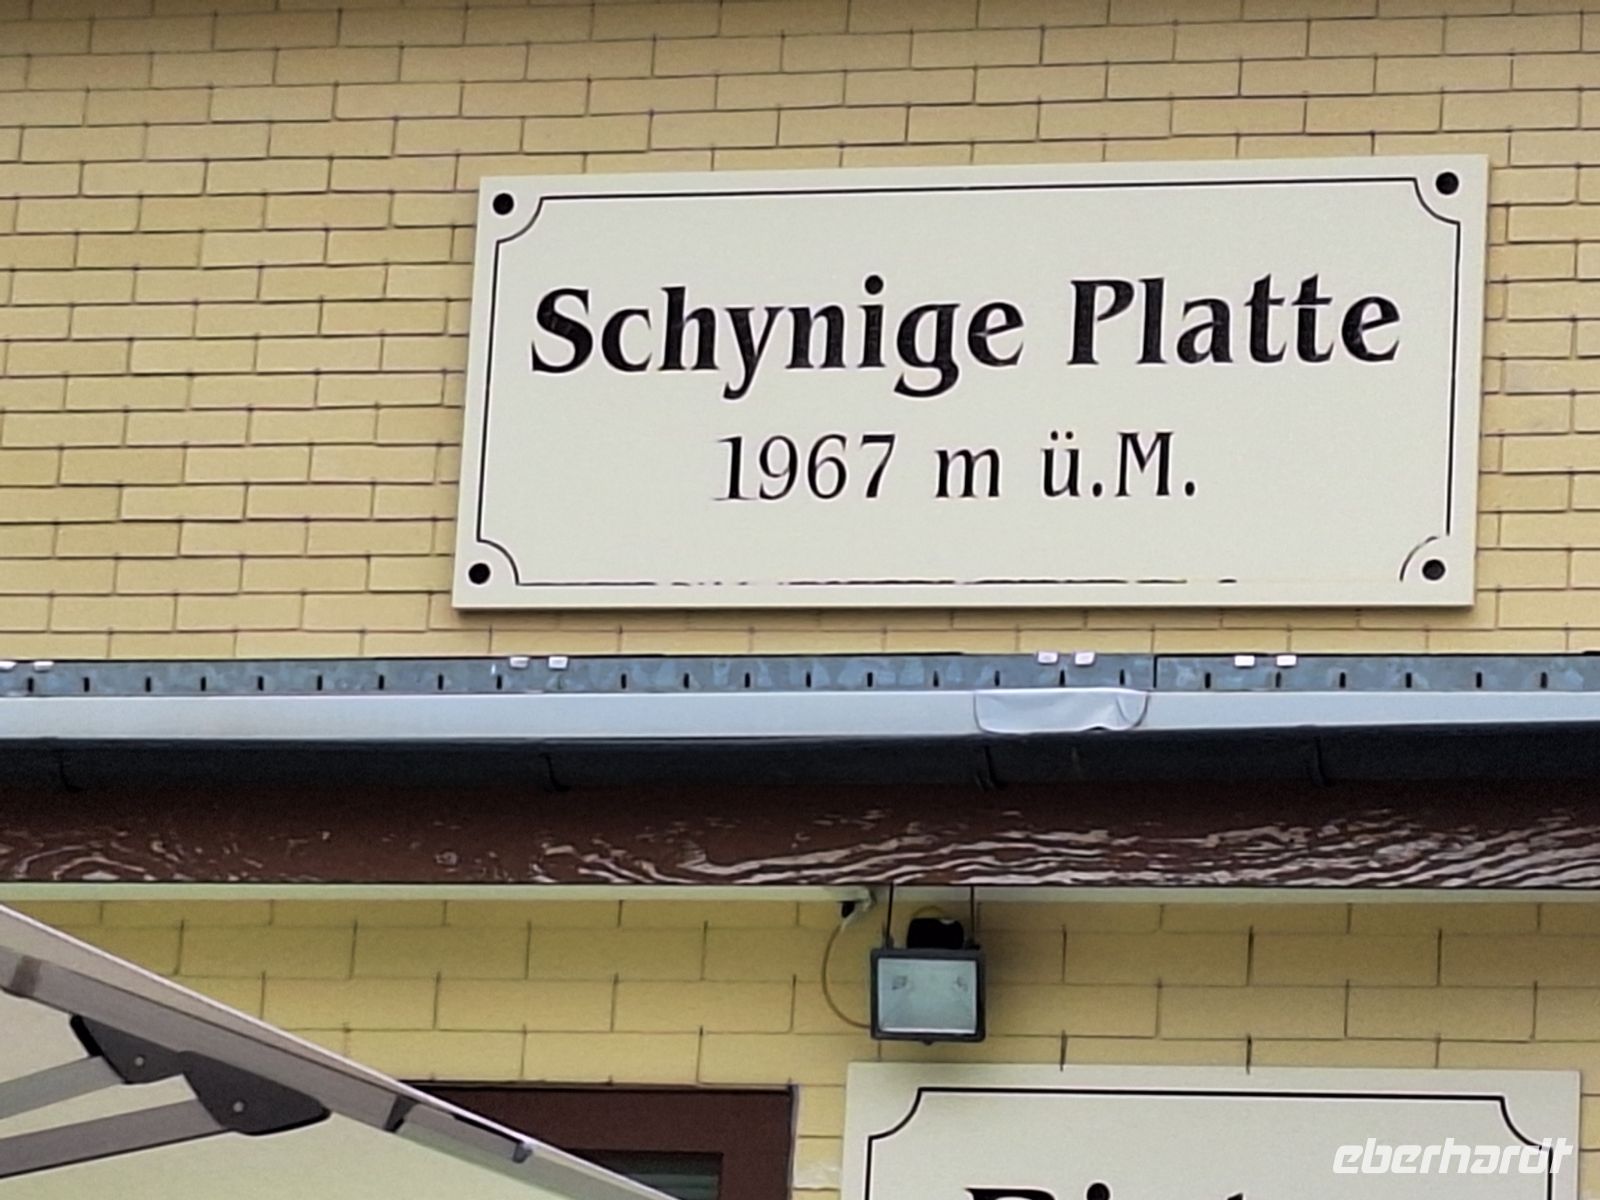 Schynige Platte
1967 m ü.M.
eberhardt